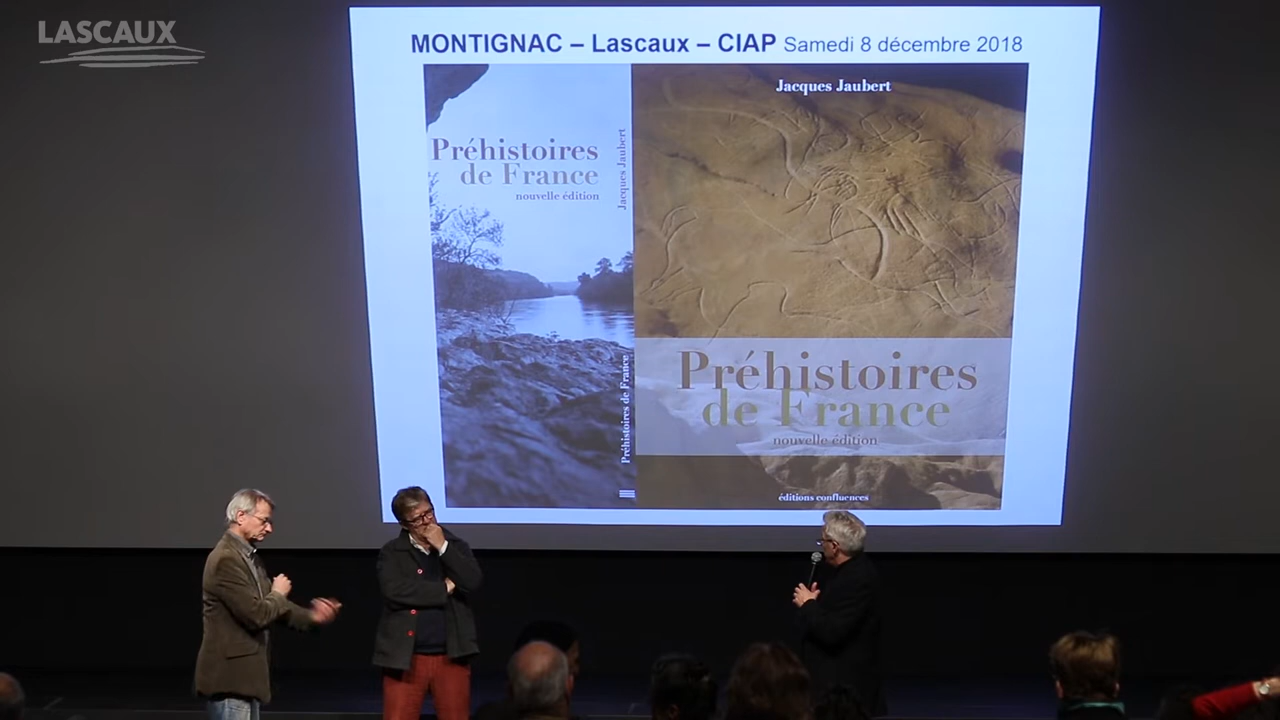 LASCAUX
MONTIGNAC – Lascaux – CIAP Samedi 8 décembre 2018
Préhistoires
de France
nouvelle édition
Jacques Jaubert
Préhistoires de France
Jacques Jaubert
Préhistoires
de France
nouvelle édition
éditions confluences